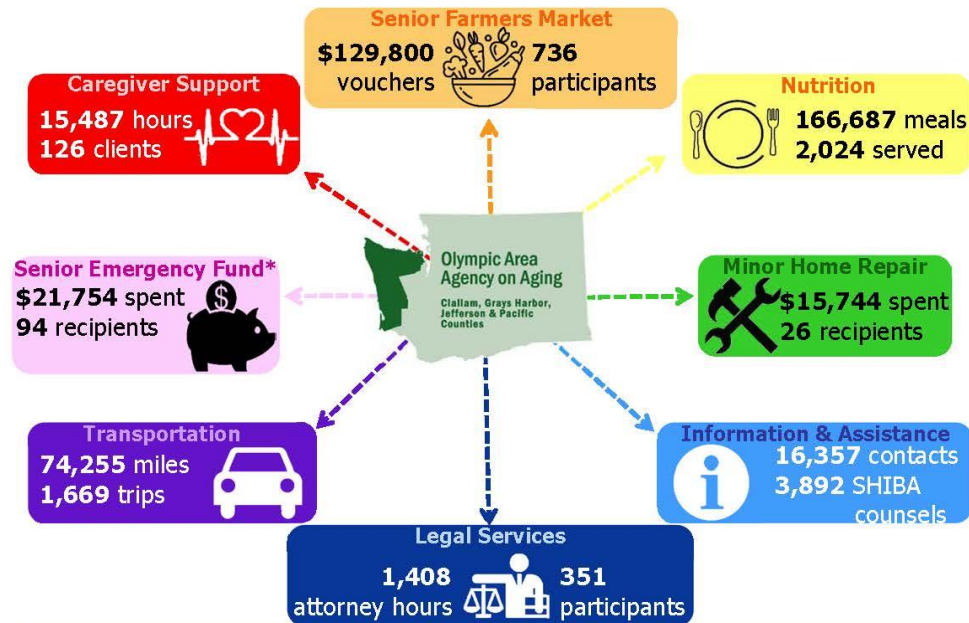 Senior Farmers Market
$129,800
vouchers
736
participants
Caregiver Support
15,487 hours
126 clients
Nutrition
166,687 meals
2,024 served
Olympic Area
Agency on Aging
Clallam, Grays Harbor,
Jefferson & Pacific
Counties
Senior Emergency Fund*
$21,754 spent
94 recipients
$
Minor Home Repair
$15,744 spent
26 recipients
Transportation
74,255 miles
1,669 trips
Information & Assistance
i
16,357 contacts
3,892 SHIBA
counsels
Legal Services
1,408
attorney hours
351
participants